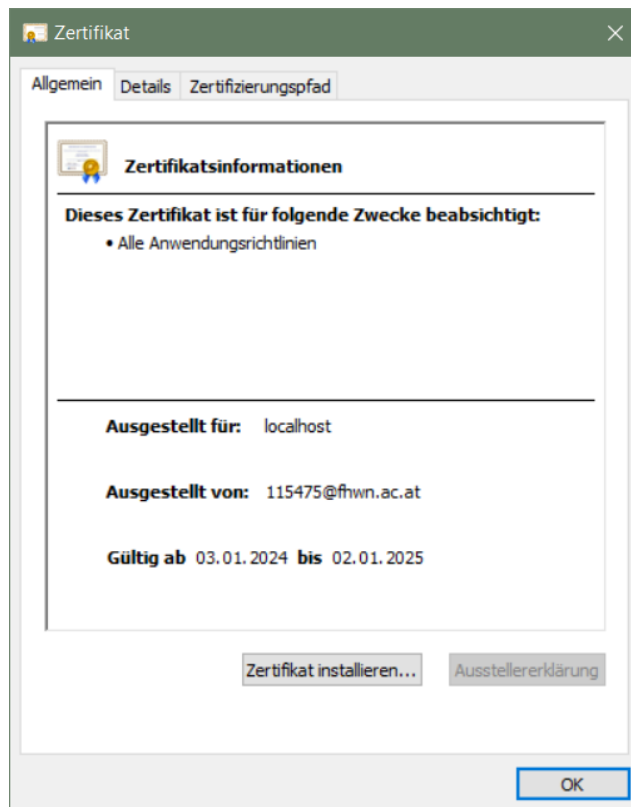 Zertifikat
Allgemein Details Zertifizierungspfad
Zertifikatsinformationen
Dieses Zertifikat ist für folgende Zwecke beabsichtigt:
• Alle Anwendungsrichtlinien
Ausgestellt für: localhost
Ausgestellt von: 115475@fhwn.ac.at
Gültig ab 03.01.2024 bis 02.01.2025
Zertifikat installieren... Ausstellererklärung
OK